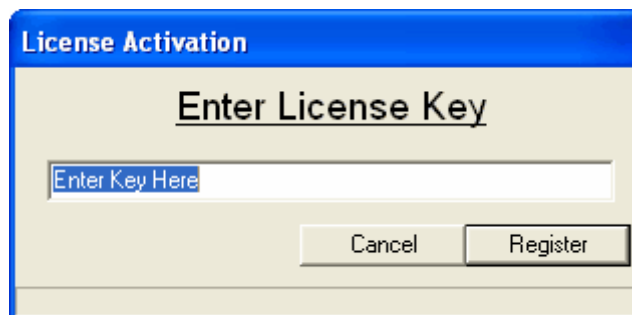 License Activation
Enter License Key
Enter Key Here
Cancel Register